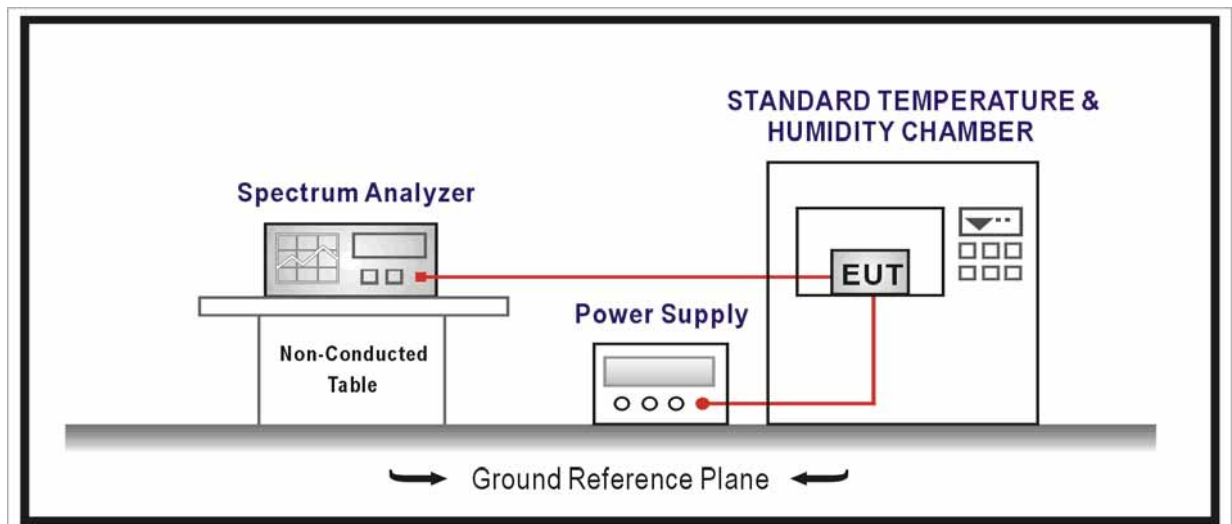 STANDARD TEMPERATURE &
HUMIDITY CHAMBER
Spectrum Analyzer
EUT
Power Supply
Non-Conducted
Table
Ground Reference Plane